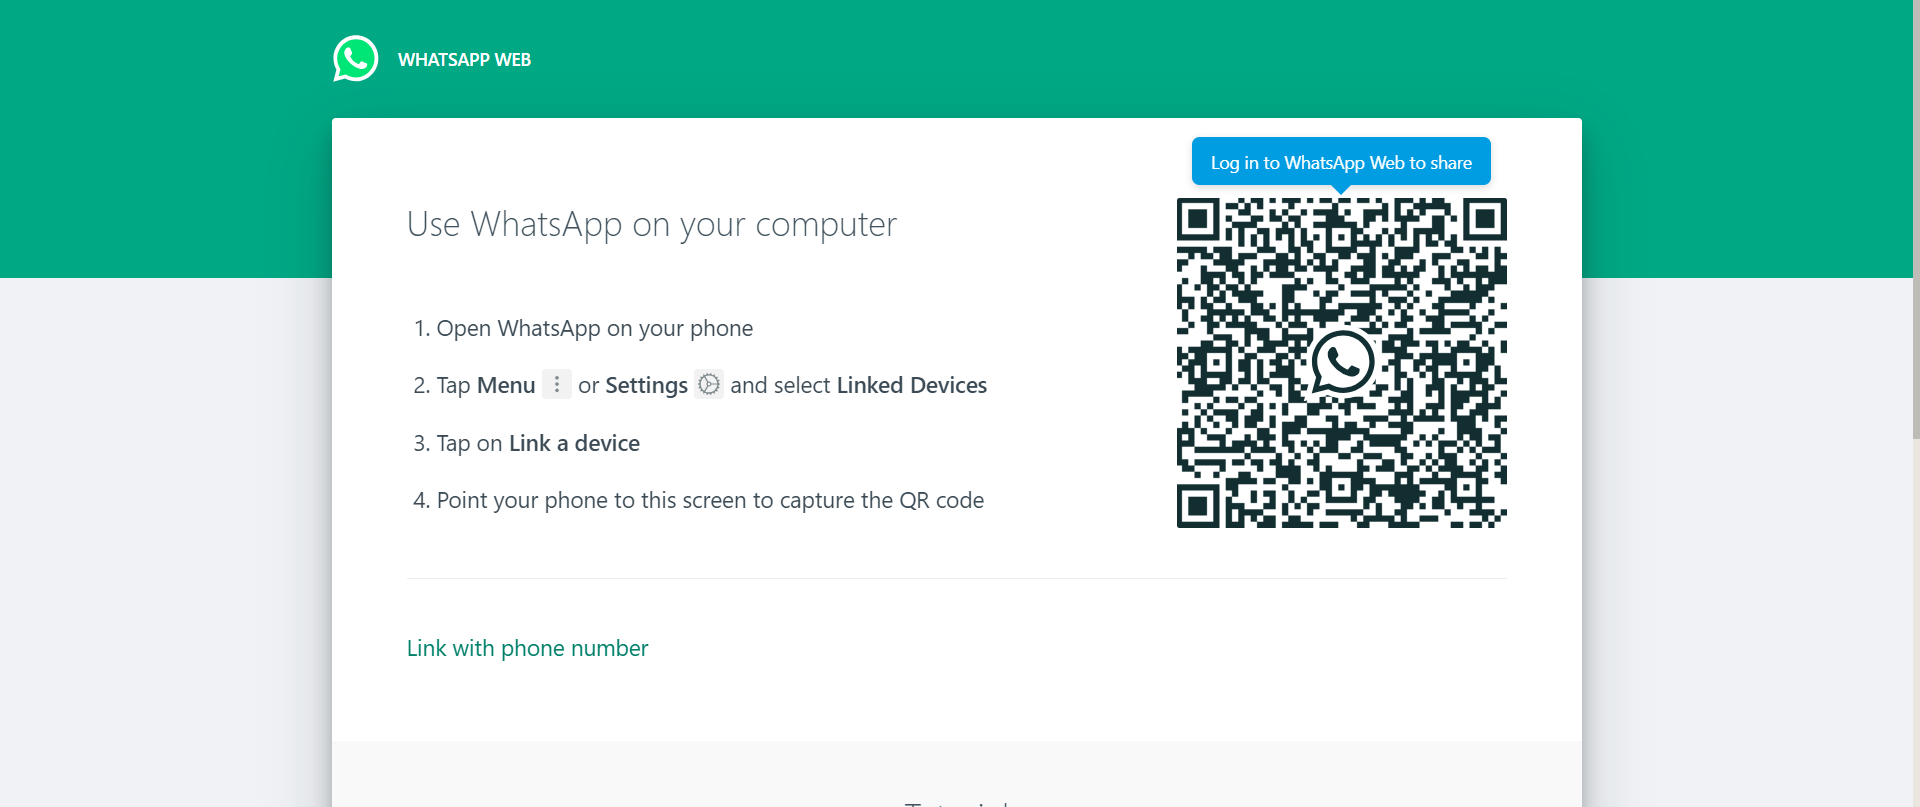 WHATSAPP WEB
Log in to WhatsApp Web to share
Use WhatsApp on your computer
1. Open WhatsApp on your phone
2. Tap Menu or Settings and select Linked Devices
3. Tap on Link a device
4. Point your phone to this screen to capture the QR code
Link with phone number